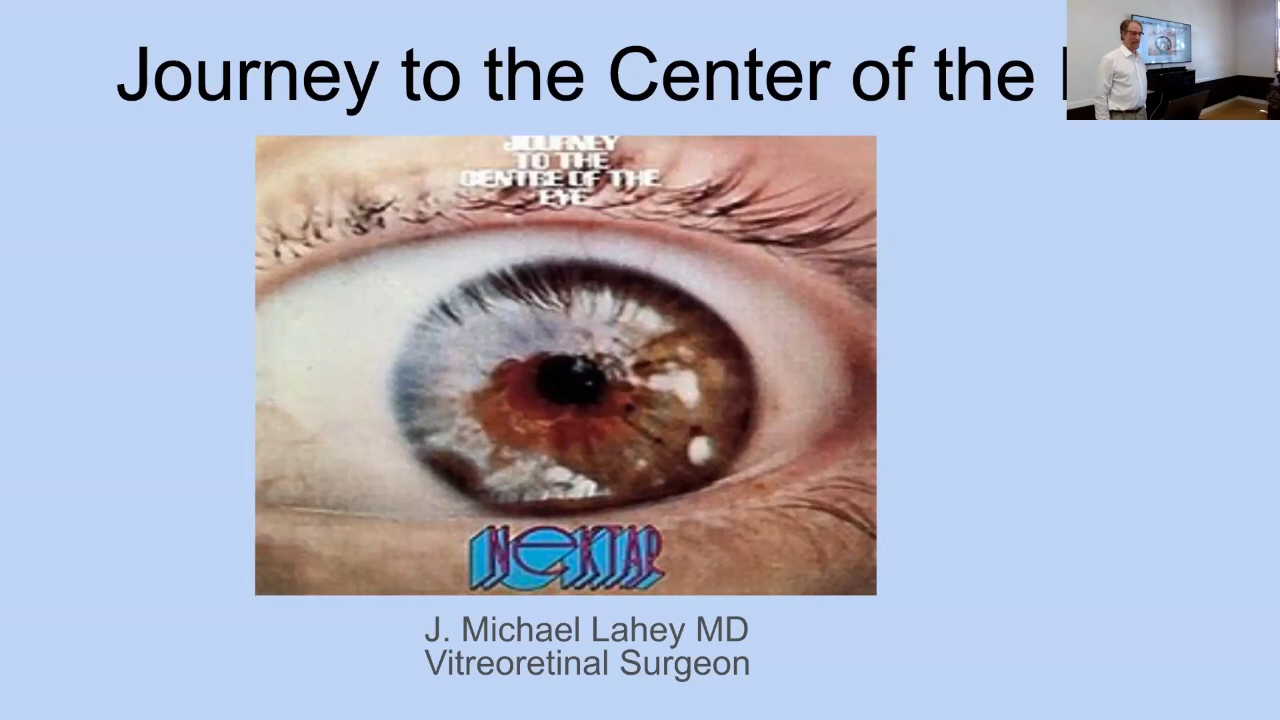 Journey to the Center of the
JOURNEY
TO THE
CENTRE OF THE
EYE
NEKTAR
J. Michael Lahey MD
Vitreoretinal Surgeon